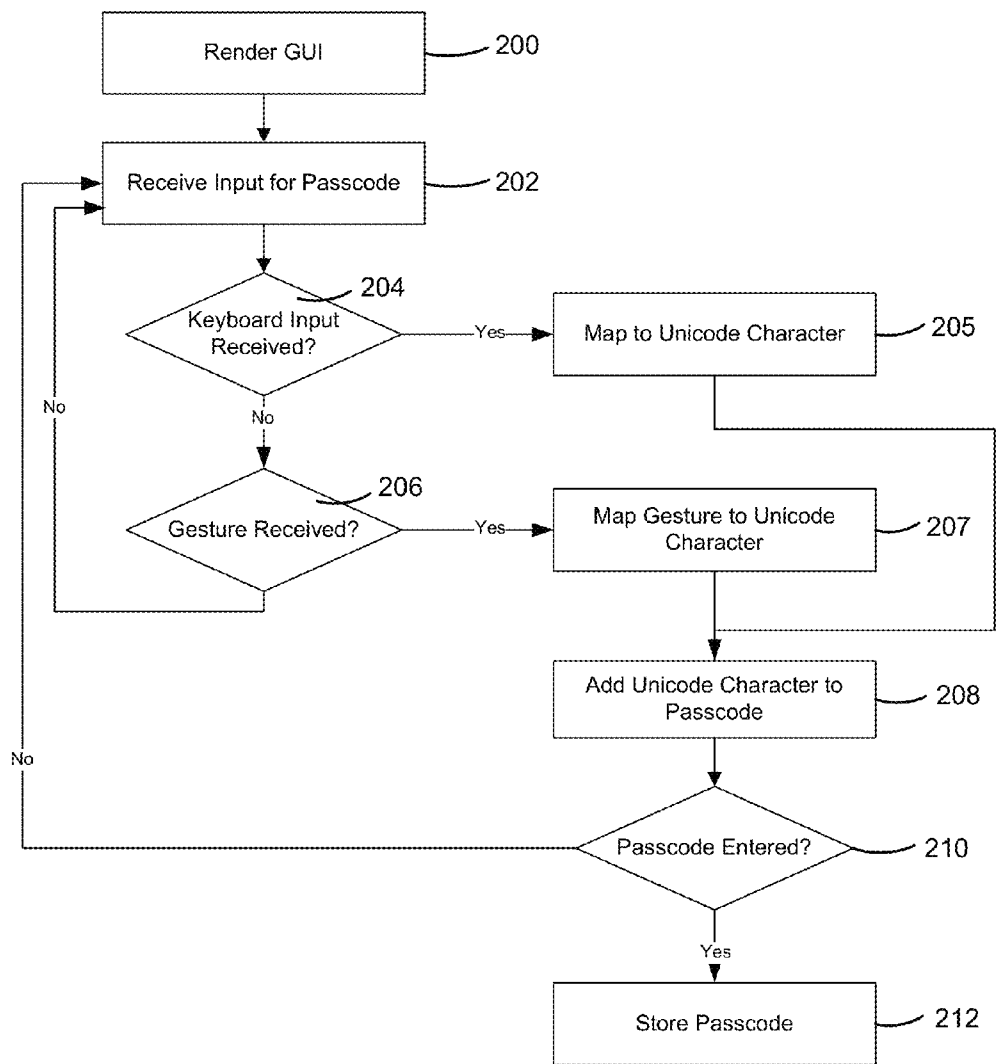 Render GUI
200
Receive Input for Passcode
202
204
Keyboard Input
Received?
Yes
Map to Unicode Character
205
No
No
206
Gesture Received?
Yes
Map Gesture to Unicode
Character
207
Add Unicode Character to
Passcode
208
No
Passcode Entered?
210
Yes
Store Passcode
212